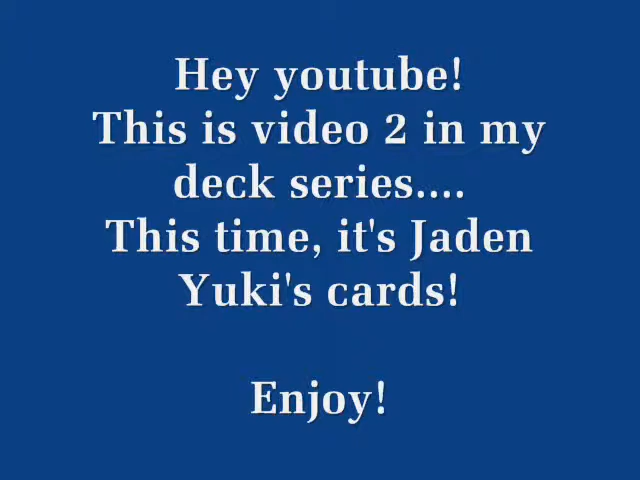 Hey youtube!
This is video 2 in my
deck series....
This time, it's Jaden
Yuki's cards!
Enjoy!